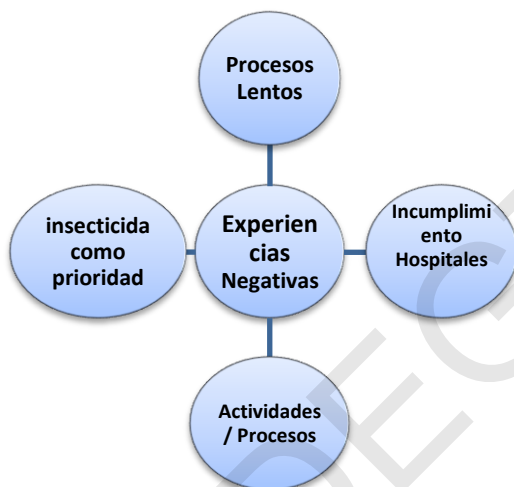 Procesos
Lentos
insecticida
como
prioridad
Experien
cias
Negativas
Incumplimi
ento
Hospitales
Actividades
/ Procesos